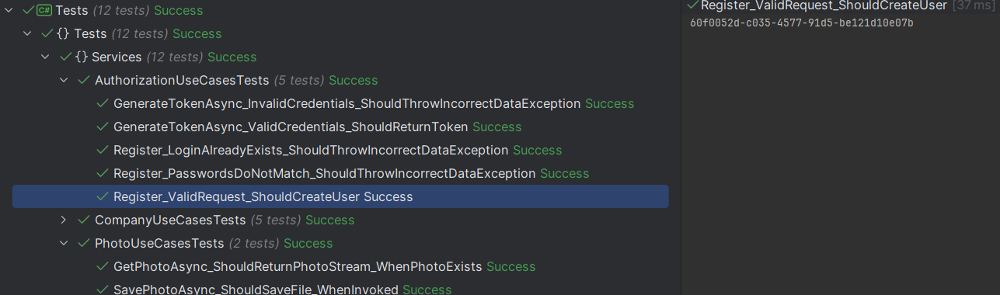 C# Tests (12 tests) Success
{} Tests (12 tests) Success
{} Services (12 tests) Success
AuthorizationUseCasesTests (5 tests) Success
GenerateTokenAsync_InvalidCredentials_ShouldThrowIncorrectDataException Success
GenerateTokenAsync_ValidCredentials_ShouldReturnToken Success
Register_LoginAlreadyExists_ShouldThrowIncorrectDataException Success
Register_PasswordsDoNotMatch_ShouldThrowIncorrectDataException Success
Register_ValidRequest_ShouldCreateUser Success
CompanyUseCasesTests (5 tests) Success
PhotoUseCasesTests (2 tests) Success
GetPhotoAsync_ShouldReturnPhotoStream_WhenPhotoExists Success
SavePhotoAsync_ShouldSaveFile_WhenInvoked Success
Register_ValidRequest_ShouldCreateUser [37 ms]
60f0052d-c035-4577-91d5-be121d10e07b